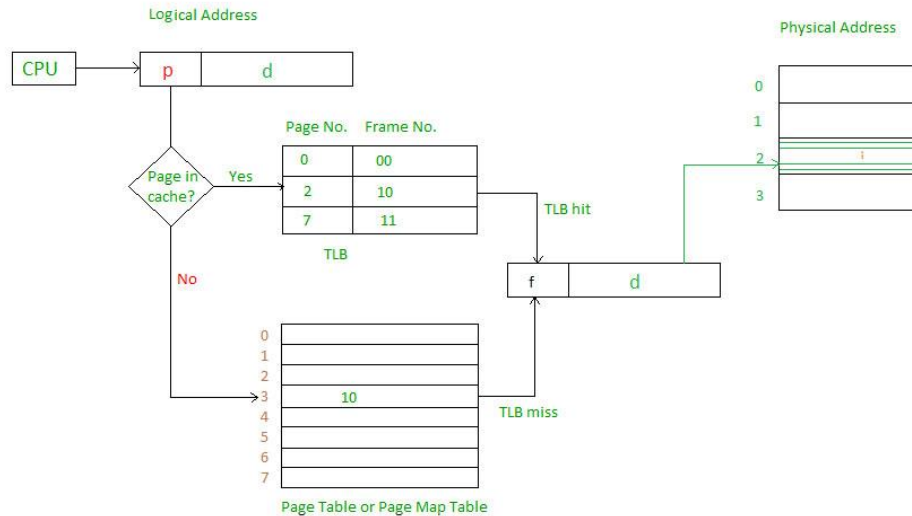 Logical Address
Physical Address
CPU
p d
0
1
2 i
3
Page in
cache?
Yes
No
Page No. Frame No.
0 00
2 10
7 11
TLB
TLB hit
f d
0
1
2
3 10
4
5
6
7
TLB miss
Page Table or Page Map Table